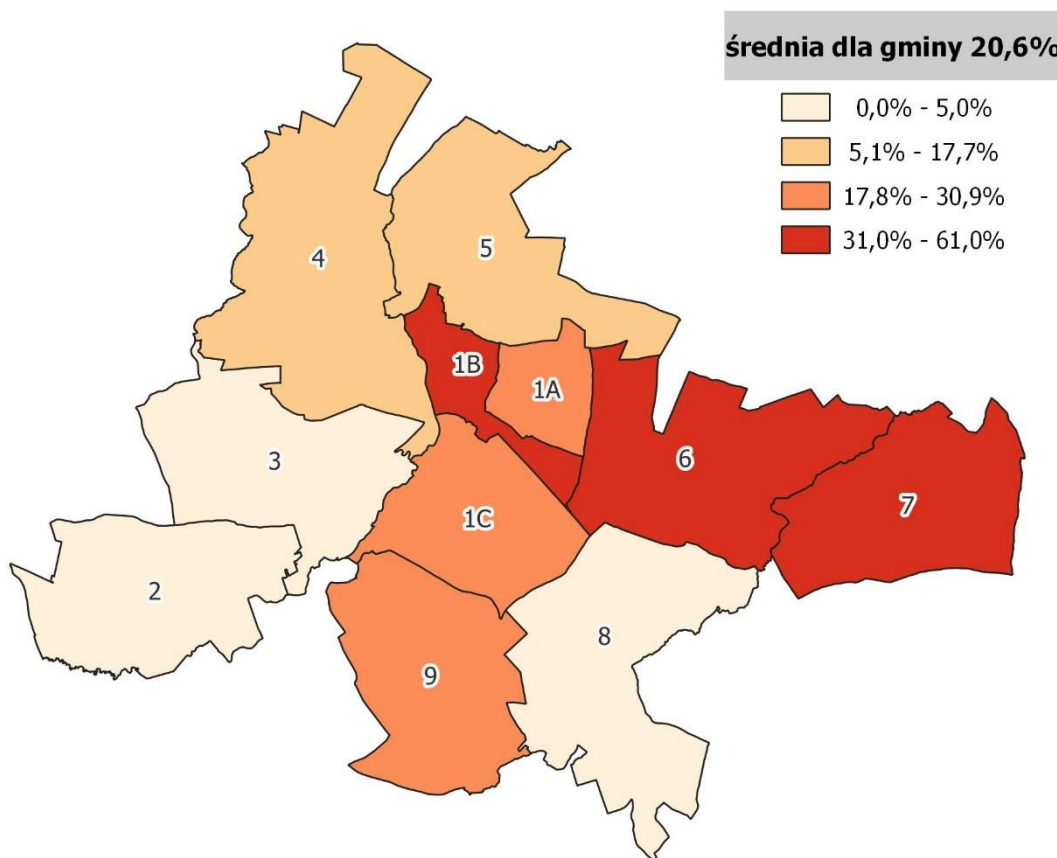 średnia dla gminy 20,6%
0,0% - 5,0%
5,1% - 17,7%
17,8% - 30,9%
31,0% - 61,0%
4
5
1B
1A
3
6
7
1C
2
8
9